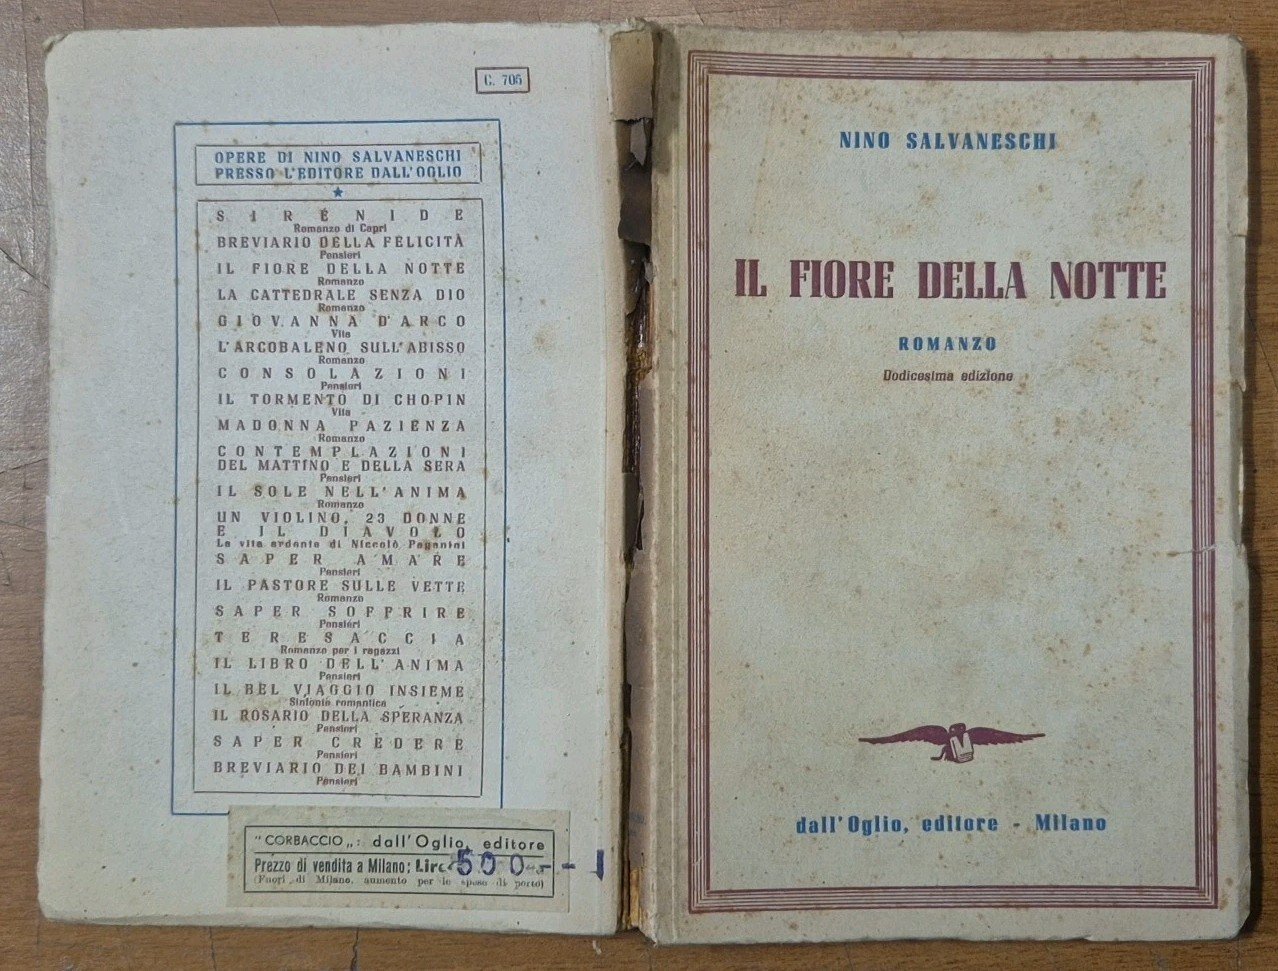 C. 705
OPERE DI NINO SALVANESCHI
PRESSO L'EDITORE DALL'OGLIO
SIRÉNIDE
Romanzo di Capri
BREVIARIO DELLA FELICITÀ
Pensieri
IL FIORE DELLA NOTTE
Romanzo
LA CATTEDRALE SENZA DIO
Romanzo
GIOVANNA D'ARCO
Vita
L'ARCOBALENO SULL'ABISSO
Romanzo
CONSOLAZIONI
Pensieri
IL TORMENTO DI CHOPIN
Vita
MADONNA PAZIENZA
Romanzo
CONTEMPLAZIONI
DEL MATTINO E DELLA SERA
Pensieri
IL SOLE NELL'ANIMA
Romanzo
UN VIOLINO, 23 DONNE
E IL DIAVOLO
La vita ardente di Niccolò Paganini
SAPER AMARE
Pensieri
IL PASTORE SULLE VETTE
Romanzo
SAPER SOFFRIRE
Pensieri
TERESACCIA
Romanzo per i ragazzi
IL LIBRO DELL'ANIMA
Pensieri
IL BEL VIAGGIO INSIEME
Sinfonia romantica
IL ROSARIO DELLA SPERANZA
Pensieri
SAPER CREDERE
Pensieri
BREVIARIO DEI BAMBINI
Pensieri
"CORBACCIO„: dall'Oglio, editore
Prezzo di vendita a Milano: Lire 500--
(Fuori di Milano, aumento per le spese di porto)
NINO SALVANESCHI
IL FIORE DELLA NOTTE
ROMANZO
Dodicesima edizione
dall'Oglio, editore - Milano